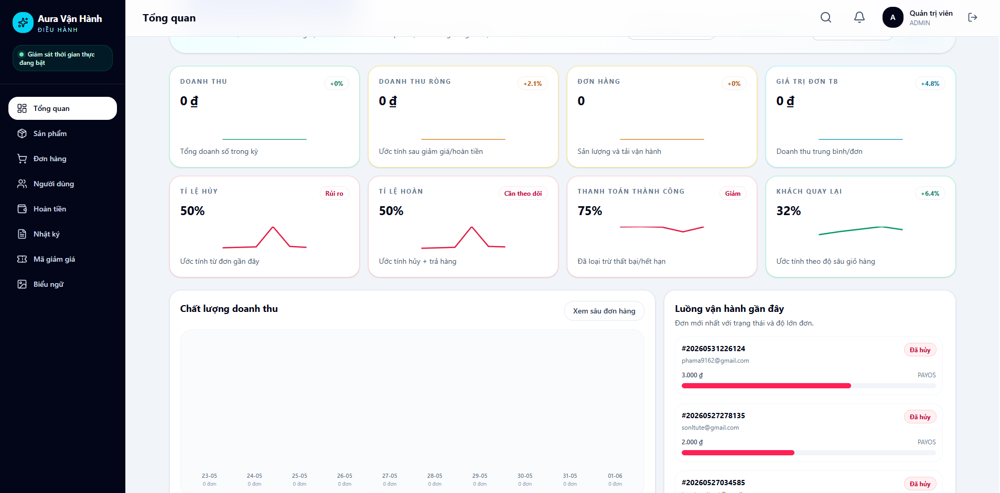 Aura Vận Hành
ĐIỀU HÀNH
Giám sát thời gian thực
đang bật
Tổng quan
Sản phẩm
Đơn hàng
Người dùng
Hoàn tiền
Nhật ký
Mã giảm giá
Biểu ngữ
Tổng quan
A
Quản trị viên
ADMIN
DOANH THU
+0%
0 ₫
Tổng doanh số trong kỳ
DOANH THU RÒNG
+2.1%
0 ₫
Ước tính sau giảm giá/hoàn tiền
ĐƠN HÀNG
+0%
0
Sản lượng và tải vận hành
GIÁ TRỊ ĐƠN TB
+4.8%
0 ₫
Doanh thu trung bình/đơn
TỈ LỆ HỦY
Rủi ro
50%
Ước tính từ đơn gần đây
TỈ LỆ HOÀN
Cần theo dõi
50%
Ước tính hủy + trả hàng
THANH TOÁN THÀNH CÔNG
Giảm
75%
Đã loại trừ thất bại/hết hạn
KHÁCH QUAY LẠI
+6.4%
32%
Ước tính theo độ sâu giỏ hàng
Chất lượng doanh thu
Xem sâu đơn hàng
23-05 24-05 25-05 26-05 27-05 28-05 29-05 30-05 31-05 01-06
0 đơn 0 đơn 0 đơn 0 đơn 0 đơn 0 đơn 0 đơn 0 đơn 0 đơn 0 đơn
Luồng vận hành gần đây
Đơn mới nhất với trạng thái và độ lớn đơn.
#20260531226124
Đã hủy
phama9162@gmail.com
3.000 ₫
PAYOS
#20260527278135
Đã hủy
sonltute@gmail.com
2.000 ₫
PAYOS
#20260527034585
Đã hủy